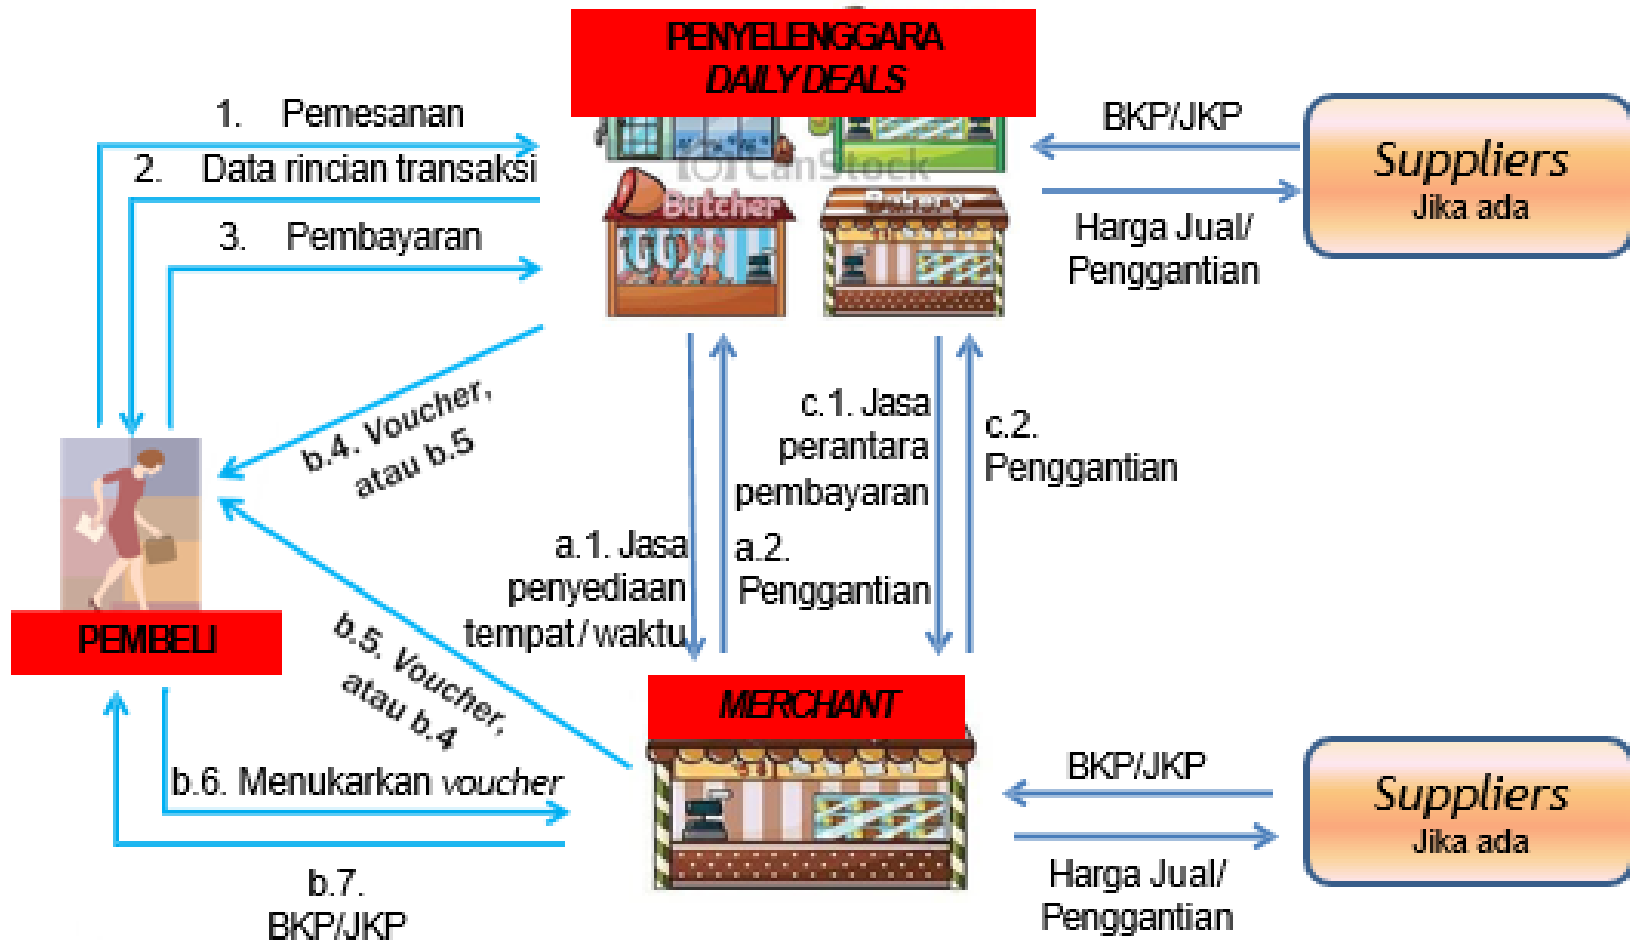 PENYELENGGARA
DAILY DEALS
1. Pemesanan
2. Data rincian transaksi
3. Pembayaran
CanStock
Butcher
Bakery
BKP/JKP
Harga Jual/
Penggantian
Suppliers
Jika ada
b.4. Voucher,
atau b.5
c.1. Jasa
perantara
pembayaran
c.2.
Penggantian
a.1. Jasa
penyediaan
tempat / waktu
a.2.
Penggantian
PEMBELI
b.5. Voucher,
atau b.4
MERCHANT
b.6. Menukarkan voucher
b.7.
BKP/JKP
BKP/JKP
Harga Jual/
Penggantian
Suppliers
Jika ada